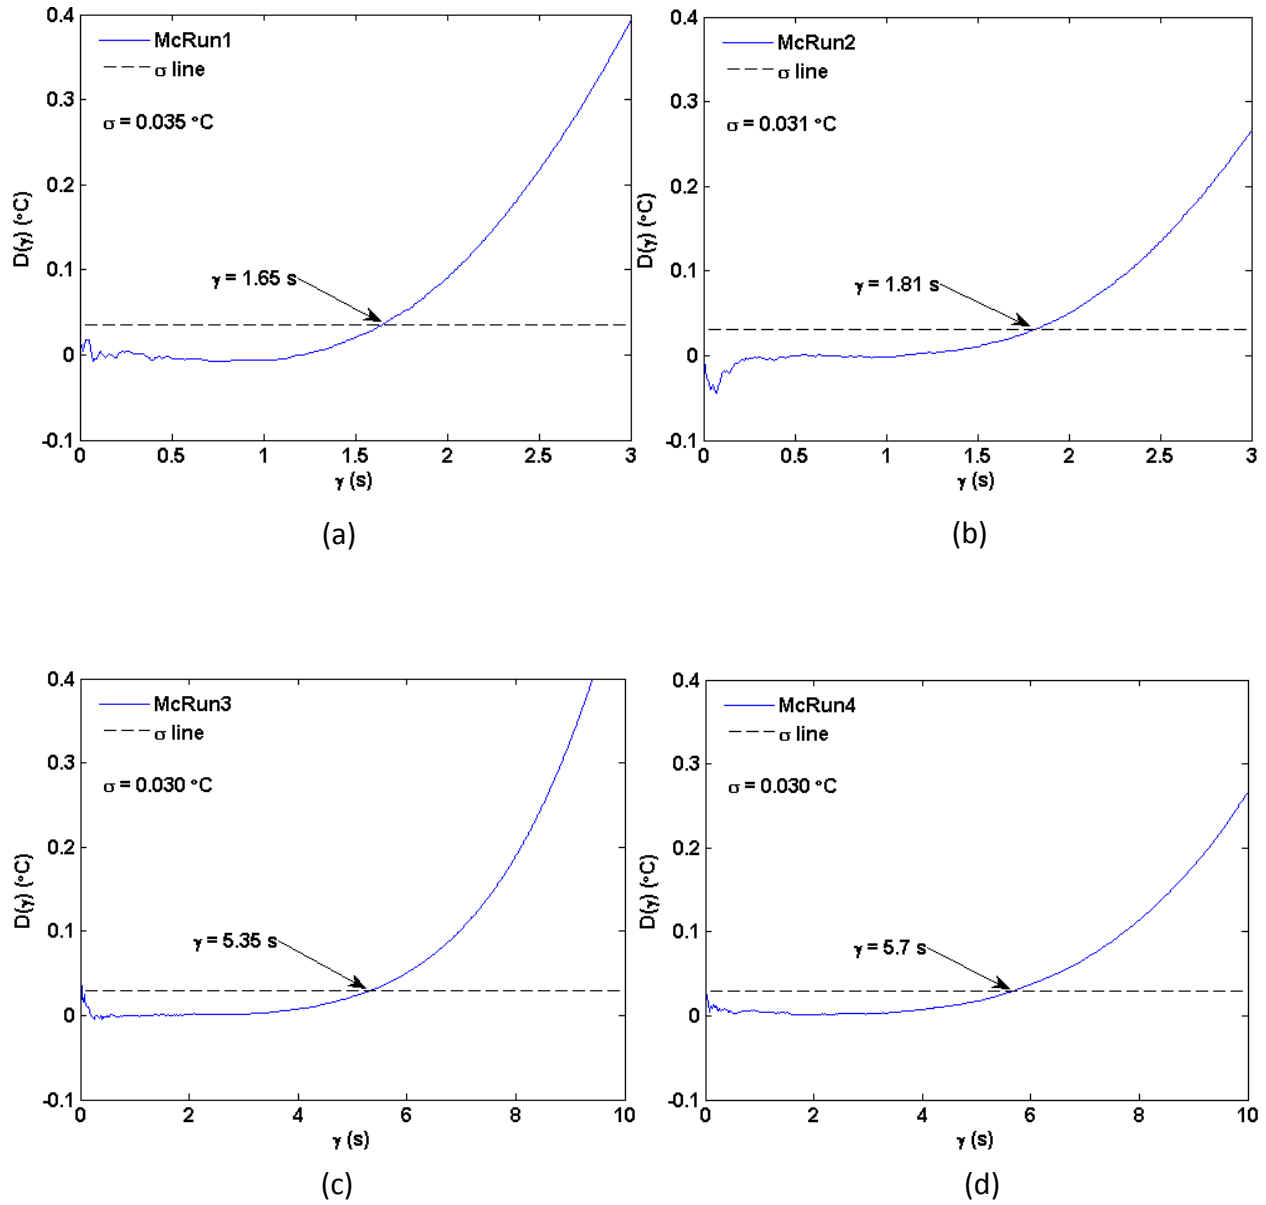 0.4
0.3
0.2
0.1
0
-0.1
D(γ) (°C)
McRun1
σ line
σ = 0.035 °C
γ = 1.65 s
0 0.5 1 1.5 2 2.5 3
γ (s)
(a)
0.4
0.3
0.2
0.1
0
-0.1
D(γ) (°C)
McRun2
σ line
σ = 0.031 °C
γ = 1.81 s
0 0.5 1 1.5 2 2.5 3
γ (s)
(b)
0.4
0.3
0.2
0.1
0
-0.1
D(γ) (°C)
McRun3
σ line
σ = 0.030 °C
γ = 5.35 s
0 2 4 6 8 10
γ (s)
(c)
0.4
0.3
0.2
0.1
0
-0.1
D(γ) (°C)
McRun4
σ line
σ = 0.030 °C
γ = 5.7 s
0 2 4 6 8 10
γ (s)
(d)